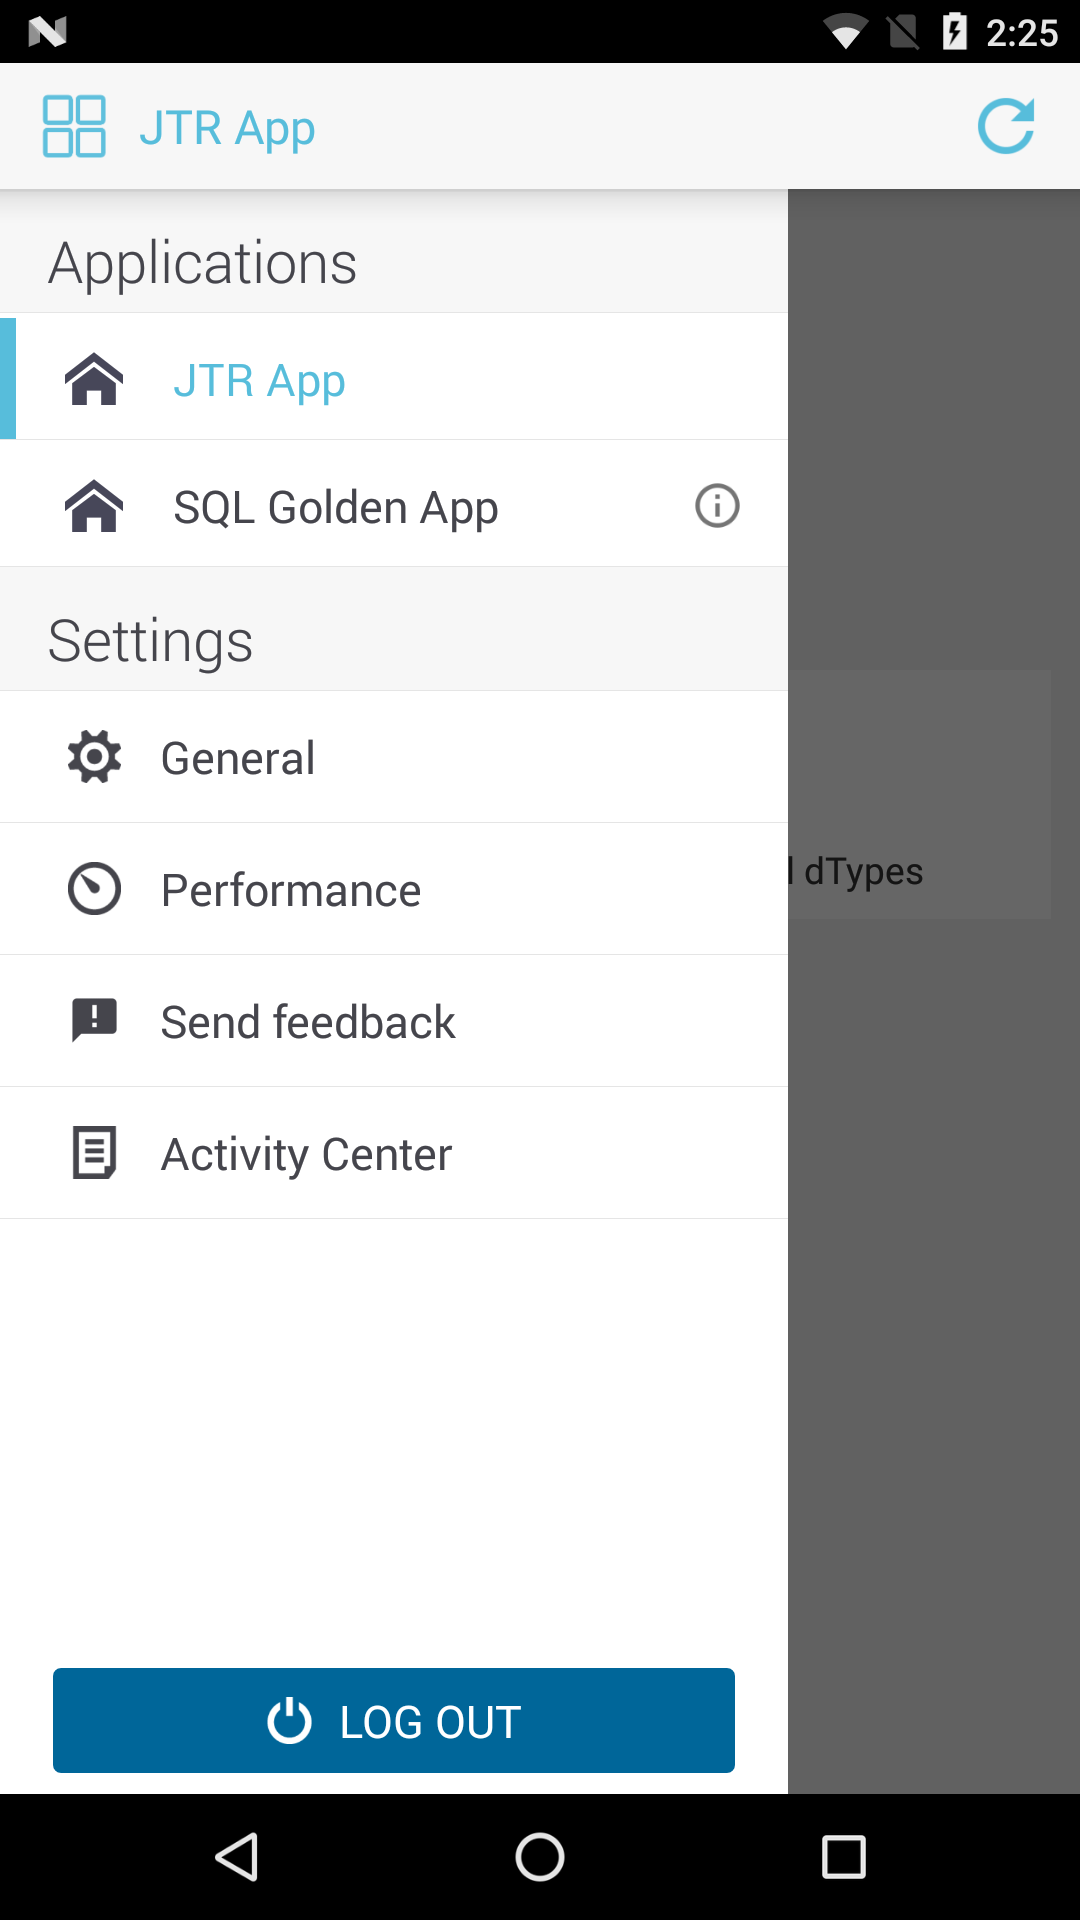 2:25
JTR App
Applications
JTR App
SQL Golden App
Settings
General
Performance
dTypes
Send feedback
Activity Center
LOG OUT